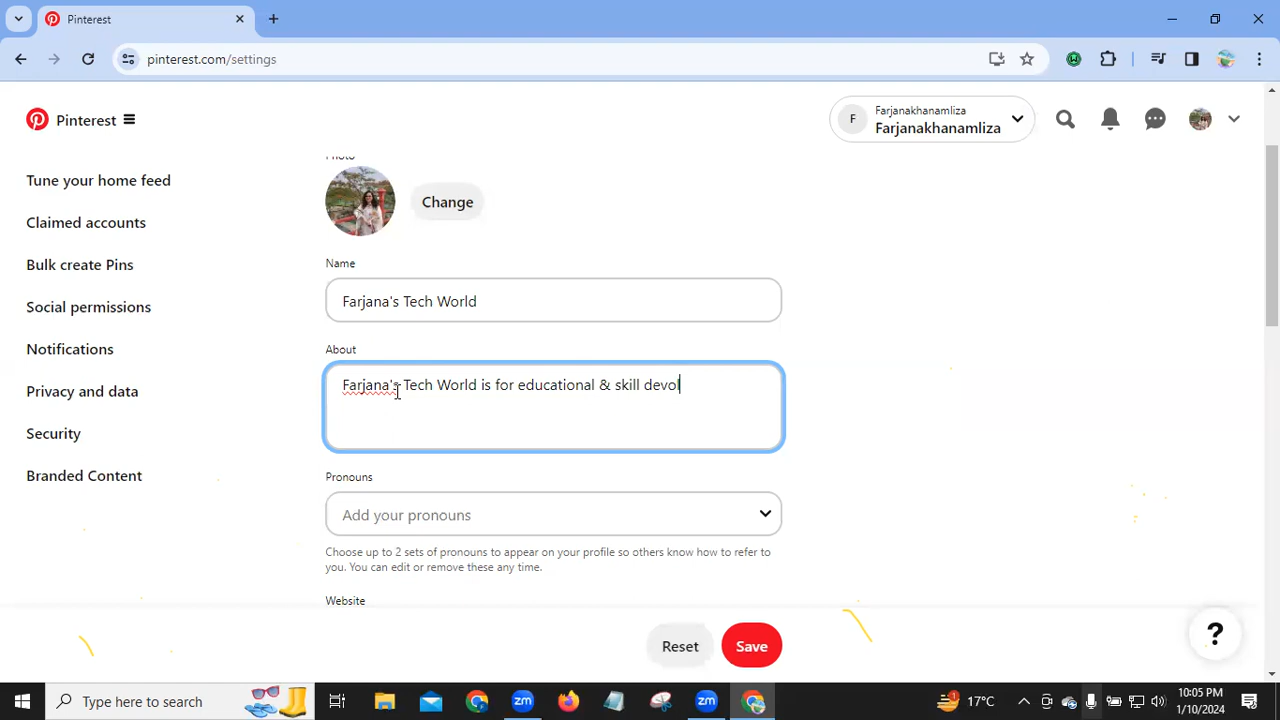 Pinterest
pinterest.com/settings
Pinterest
F
Farjanakhanamliza
Farjanakhanamliza
Tune your home feed
Claimed accounts
Bulk create Pins
Social permissions
Notifications
Privacy and data
Security
Branded Content
Photo
Change
Name
Farjana's Tech World
About
Farjana's Tech World is for educational & skill devol
Pronouns
Add your pronouns
Choose up to 2 sets of pronouns to appear on your profile so others know how to refer to
you. You can edit or remove these any time.
Website
Reset
Save
?
Type here to search
zm
zm
1
17°C
10:05 PM
1/10/2024